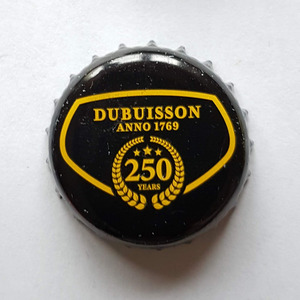 DUBUISSON
ANNO 1769
250
YEARS